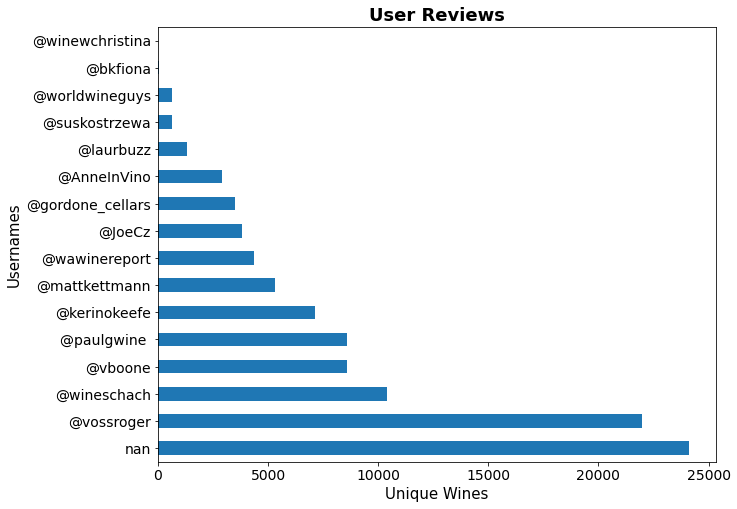 User Reviews
@winewchristina
@bkfiona
@worldwineguys
@suskostrzewa
@laurbuzz
@AnneInVino
@gordone_cellars
@JoeCz
@wawinereport
@mattkettmann
@kerinokeefe
@paulgwine
@vboone
@wineschach
@vossroger
nan
Usernames
0 5000 10000 15000 20000 25000
Unique Wines